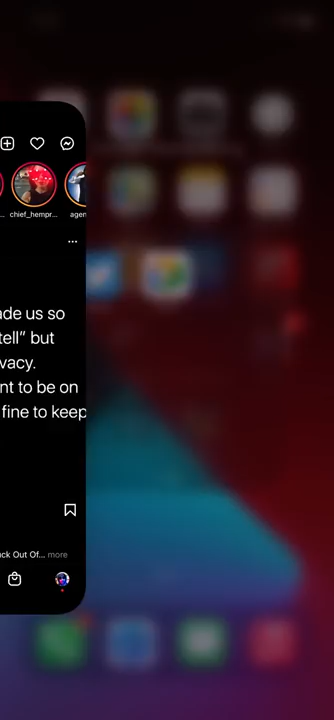 chief_hempr... agen
...
ade us so
tell” but
vacy.
nt to be on
fine to keep
ck Out Of... more